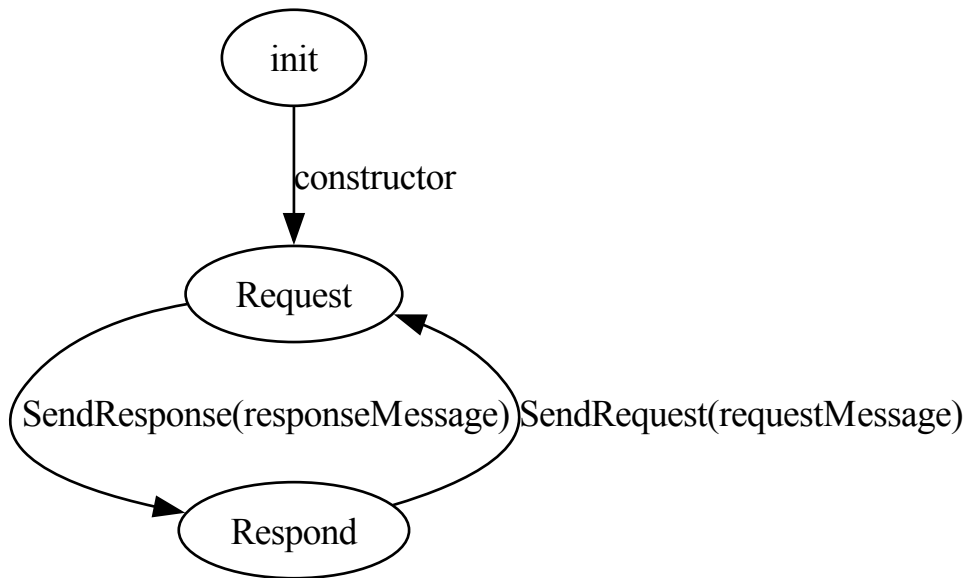 init
constructor
Request
SendResponse(responseMessage)
SendRequest(requestMessage)
Respond